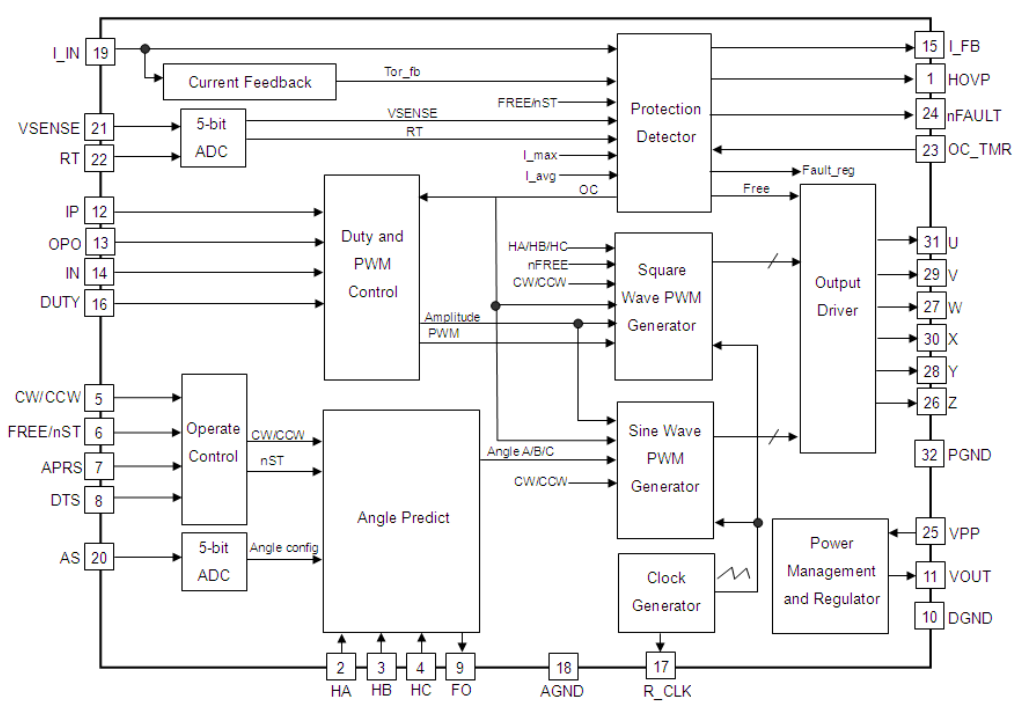 I_IN
19
Current Feedback
Tor_fb
FREE/nST
VSENSE
RT
I_max
I_avg
OC
Protection
Detector
Fault_reg
Free
15
I_FB
1
HOVP
24
nFAULT
23
OC_TMR
VSENSE
21
RT
22
5-bit
ADC
IP
12
OPO
13
IN
14
DUTY
16
Duty and
PWM
Control
Amplitude
PWM
HA/HB/HC
nFREE
CW/CCW
Square
Wave PWM
Generator
Output
Driver
31
U
29
V
27
W
30
X
28
Y
26
Z
32
PGND
CW/CCW
5
FREE/nST
6
APRS
7
DTS
8
Operate
Control
CW/CCW
nST
AS
20
5-bit
ADC
Angle config
Angle Predict
Angle A/B/C
CW/CCW
Sine Wave
PWM
Generator
Clock
Generator
Power
Management
and Regulator
25
VPP
11
VOUT
10
DGND
2
3
4
9
18
17
HA
HB
HC
FO
AGND
R_CLK